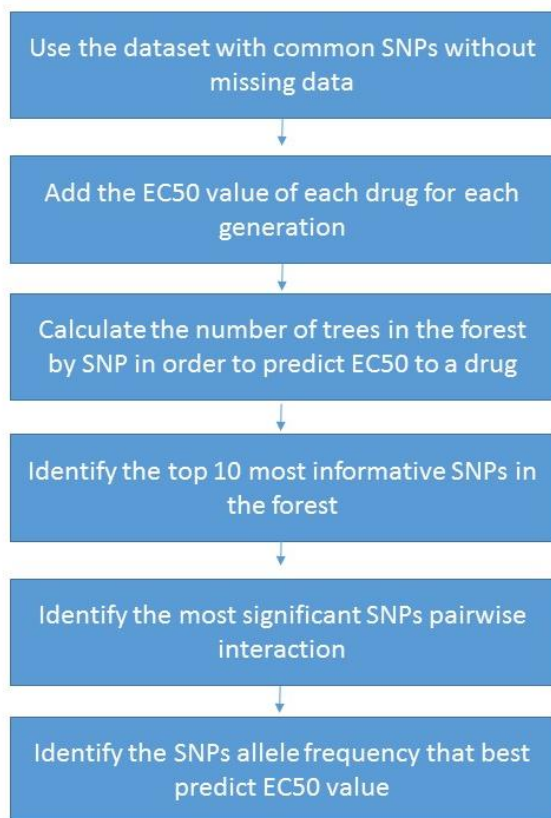 Use the dataset with common SNPs without
missing data
Add the EC50 value of each drug for each
generation
Calculate the number of trees in the forest
by SNP in order to predict EC50 to a drug
Identify the top 10 most informative SNPs in
the forest
Identify the most significant SNPs pairwise
interaction
Identify the SNPs allele frequency that best
predict EC50 value